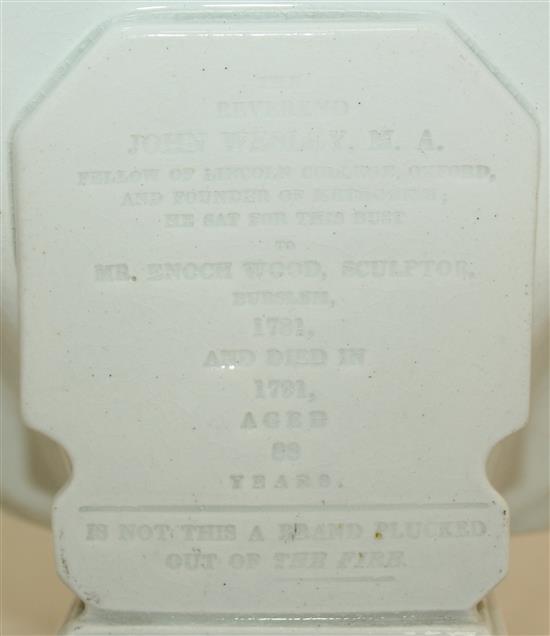 THE
REVEREND
JOHN WESLEY. M. A.
FELLOW OF LINCOLN COLLEGE, OXFORD,
AND FOUNDER OF METHODISM;
HE SAT FOR THIS BUST
TO
MR. ENOCH WOOD, SCULPTOR,
BURSLEM,
1781,
AND DIED IN
1791,
AGED
88
YEARS.
IS NOT THIS A BRAND PLUCKED
OUT OF THE FIRE.